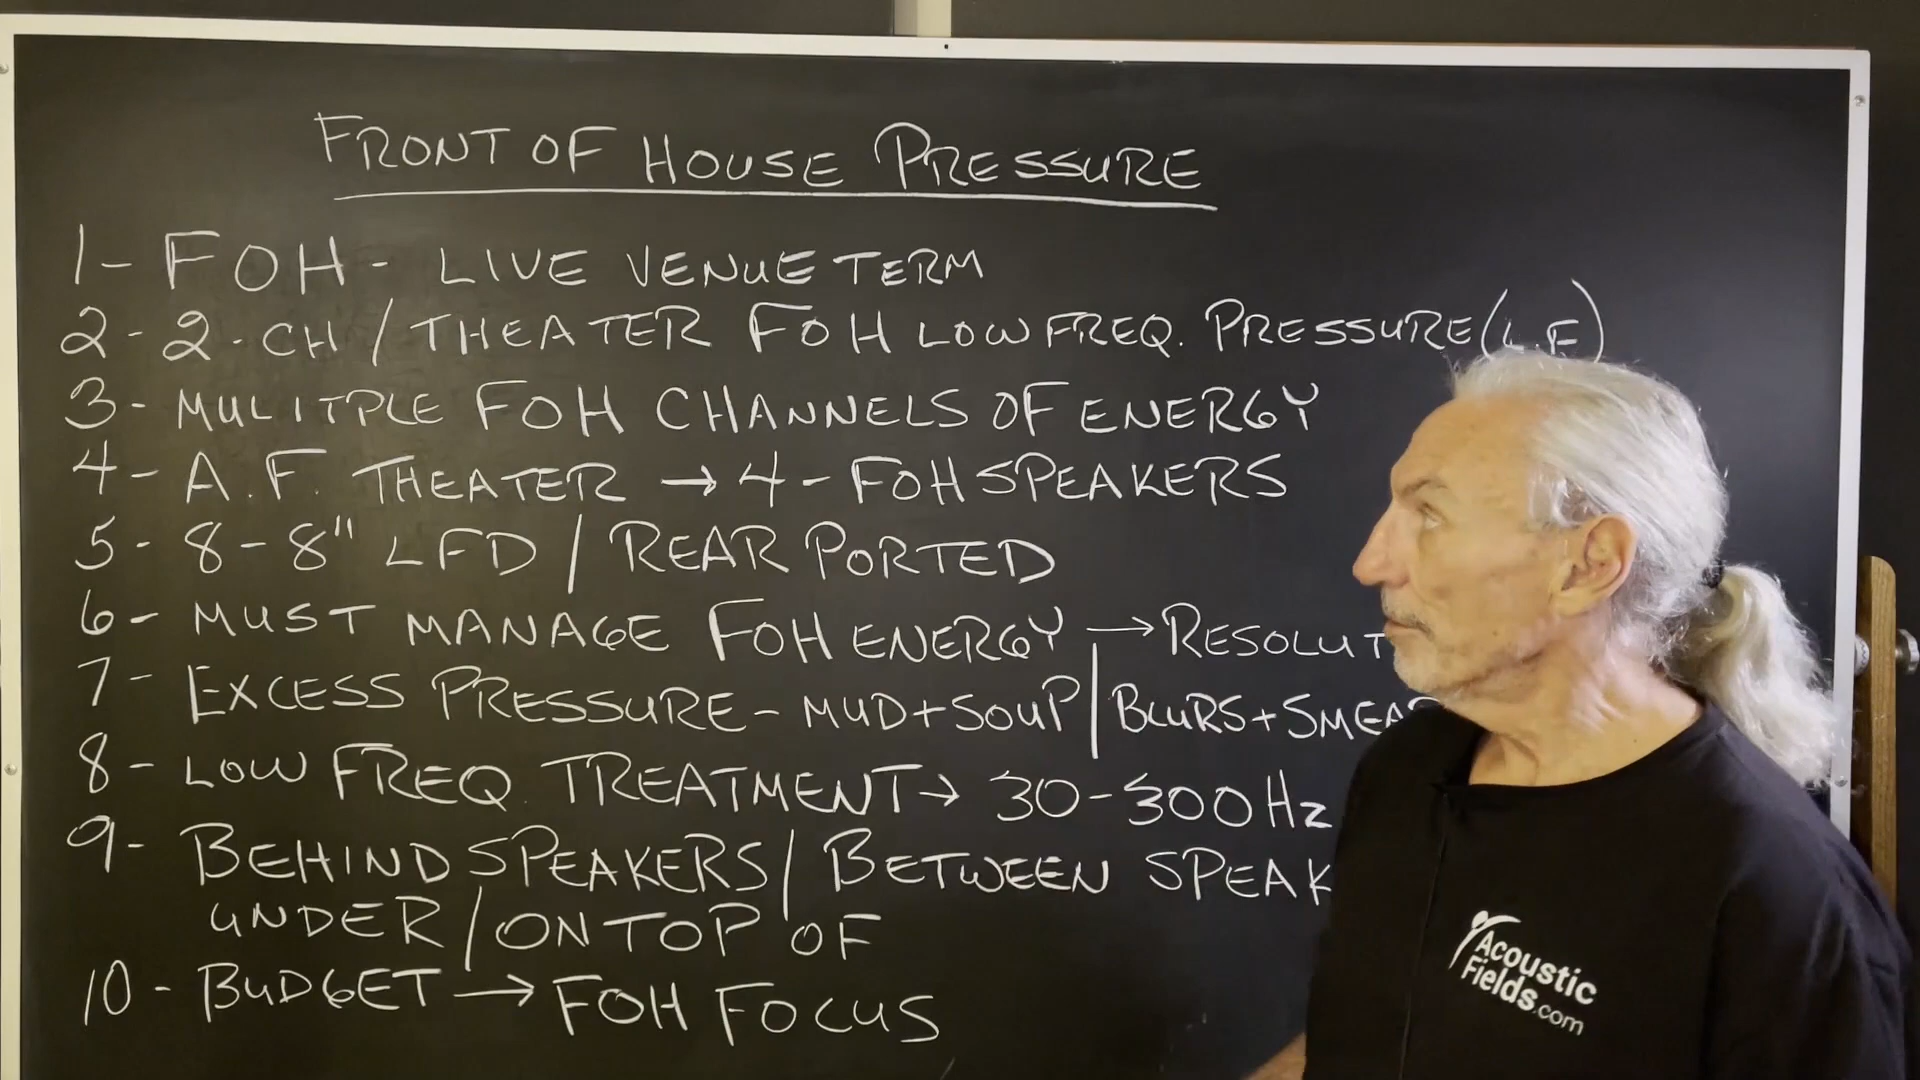 FRONT OF HOUSE PRESSURE
1- FOH - LIVE VENUE TERM
2- 2-CH / THEATER FOH LOW FREQ. PRESSURE (L.F)
3- MULITPLE FOH CHANNELS OF ENERGY
4- A.F. THEATER → 4- FOH SPEAKERS
5- 8-8" LFD / REAR PORTED
6- MUST MANAGE FOH ENERGY → RESOLUT
7- EXCESS PRESSURE - MUD + SOUP | BLURS + SMEAR
8- LOW FREQ. TREATMENT → 30-300Hz
9- BEHIND SPEAKERS / BETWEEN SPEAK
UNDER / ON TOP OF
10- BUDGET → FOH FOCUS
Acoustic
Fields.com